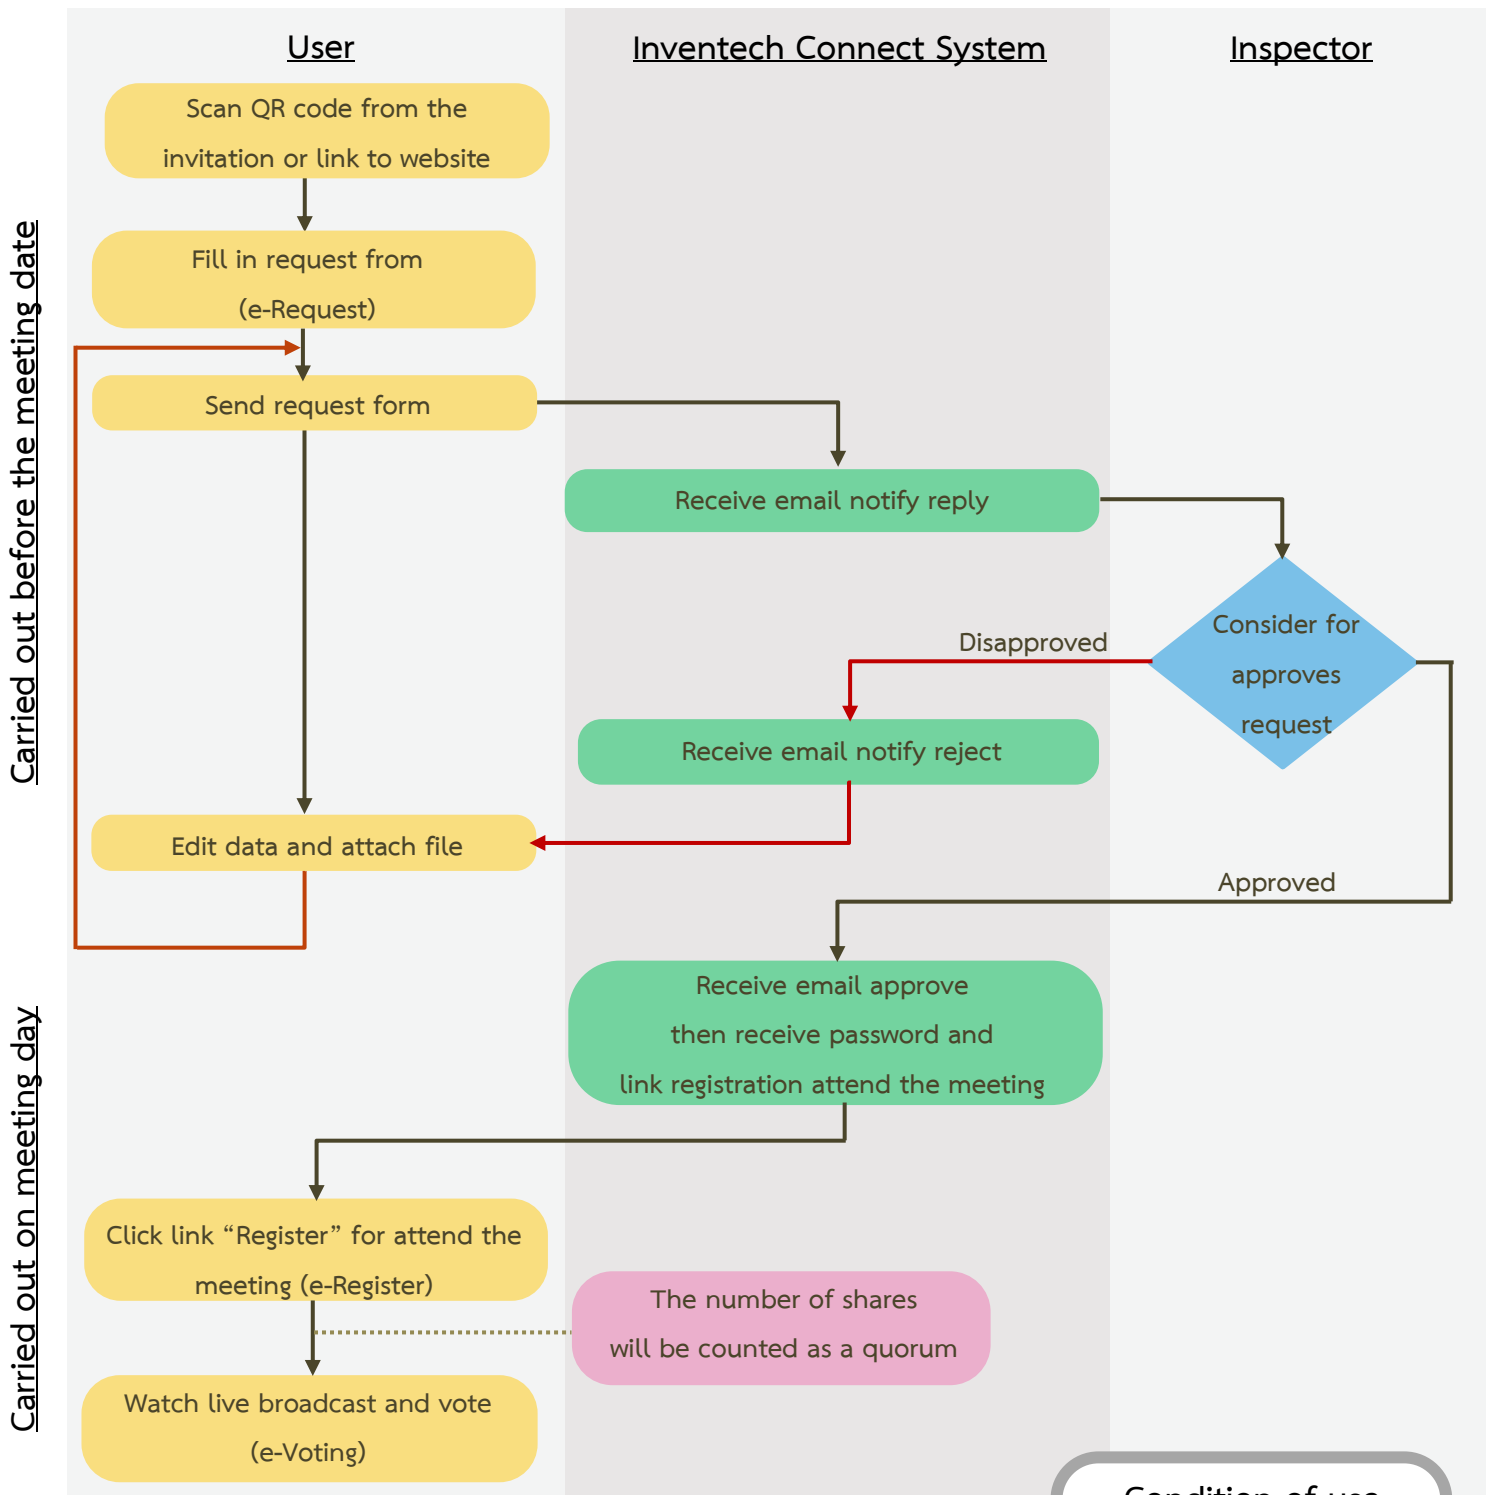 User
Inventech Connect System
Inspector
Carried out before the meeting date
Scan QR code from the
invitation or link to website
Fill in request from
(e-Request)
Send request form
Receive email notify reply
Consider for
approves
request
Disapproved
Receive email notify reject
Edit data and attach file
Approved
Carried out on meeting day
Receive email approve
then receive password and
link registration attend the meeting
Click link “Register” for attend the
meeting (e-Register)
The number of shares
will be counted as a quorum
Watch live broadcast and vote
(e-Voting)
Condition of use